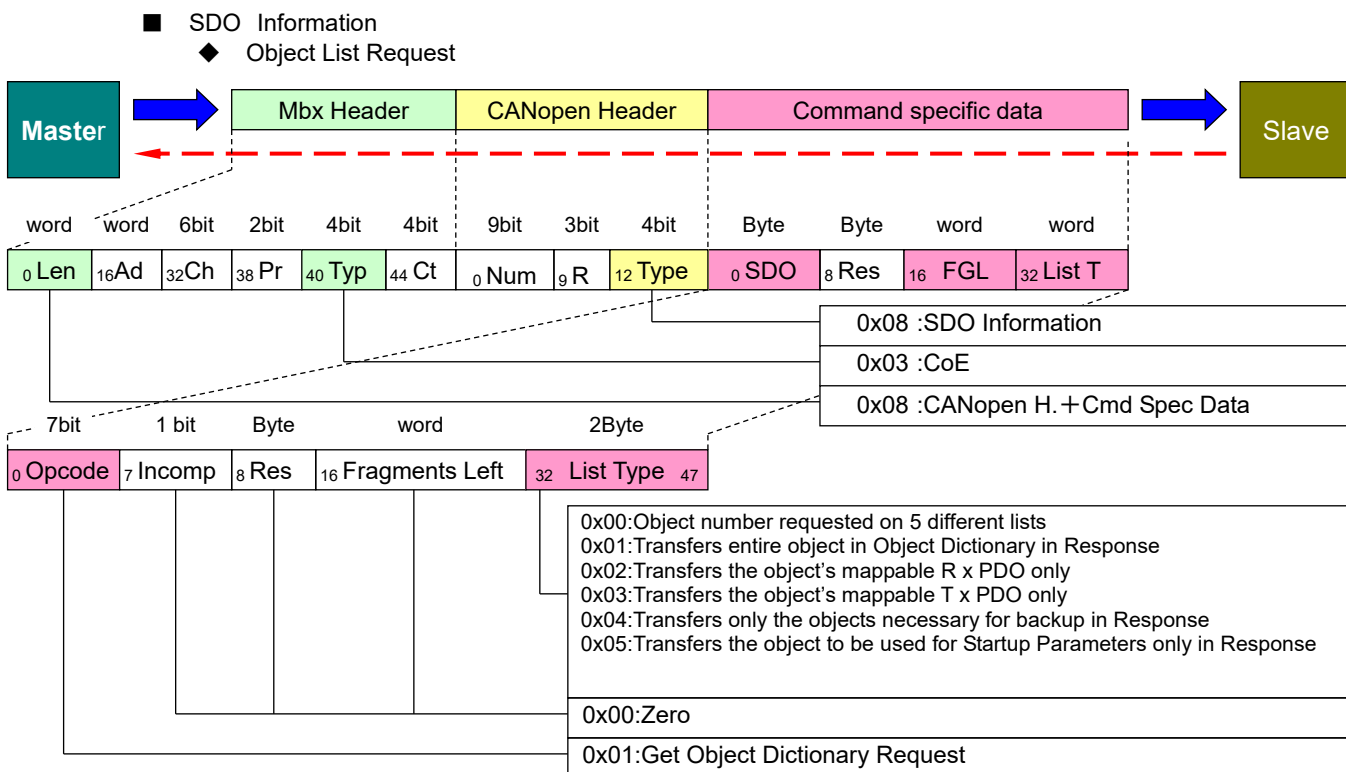 ■ SDO Information
◆ Object List Request
Master
Mbx Header
CANopen Header
Command specific data
Slave
word word 6bit 2bit 4bit 4bit 9bit 3bit 4bit Byte Byte word word
0 Len 16Ad 32Ch 38 Pr 40 Typ 44 Ct 0 Num 9 R 12 Type 0 SDO 8 Res 16 FGL 32 List T
0x08 :SDO Information
0x03 :CoE
0x08 :CANopen H.＋Cmd Spec Data
7bit 1 bit Byte word 2Byte
0 Opcode 7 Incomp 8 Res 16 Fragments Left 32 List Type 47
0x00:Object number requested on 5 different lists
0x01:Transfers entire object in Object Dictionary in Response
0x02:Transfers the object's mappable R x PDO only
0x03:Transfers the object's mappable T x PDO only
0x04:Transfers only the objects necessary for backup in Response
0x05:Transfers the object to be used for Startup Parameters only in Response
0x00:Zero
0x01:Get Object Dictionary Request